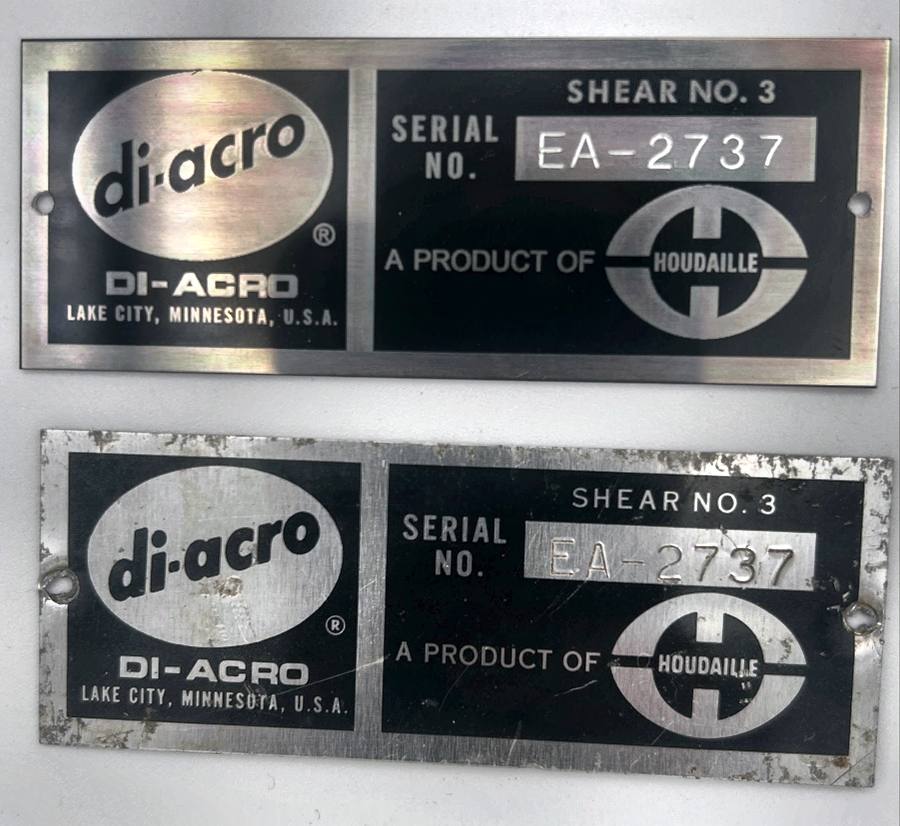 di-acro
®
DI-ACRO
LAKE CITY, MINNESOTA, U.S.A.
SHEAR NO. 3
SERIAL NO. EA-2737
A PRODUCT OF HOUDAILLE
di-acro
®
DI-ACRO
LAKE CITY, MINNESOTA, U.S.A.
SHEAR NO. 3
SERIAL NO. EA-2737
A PRODUCT OF HOUDAILLE